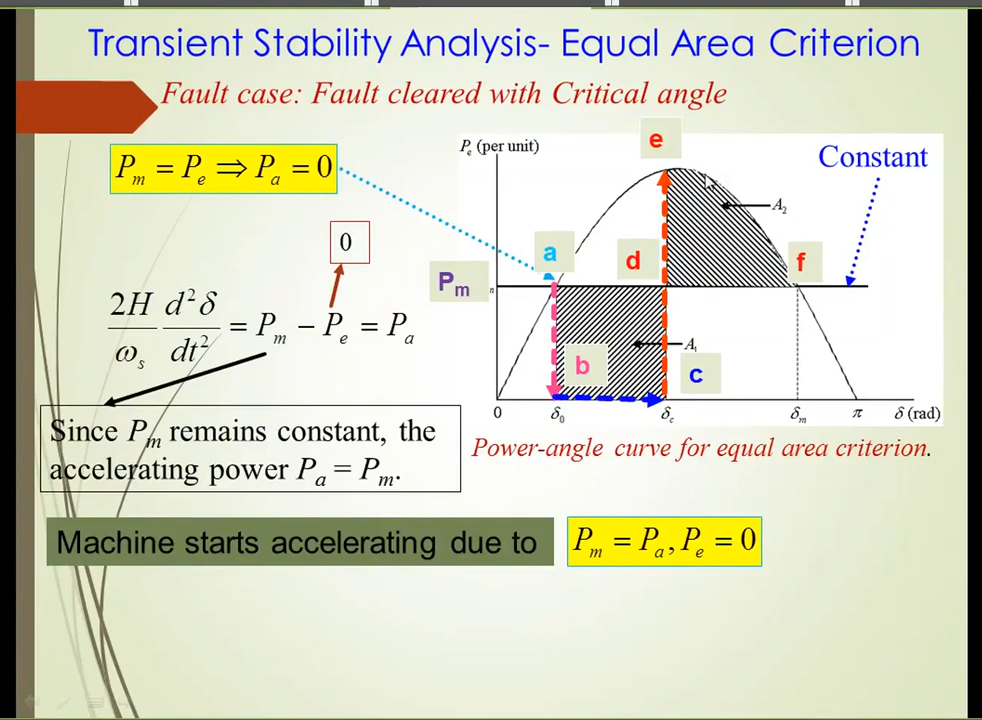 Transient Stability Analysis- Equal Area Criterion
Fault case: Fault cleared with Critical angle
P_m = P_e ⇒ P_a = 0
0
2H/ω_s d²δ/dt² = P_m − P_e = P_a
Since P_m remains constant, the
accelerating power P_a = P_m.
P_e (per unit)
e
Constant
A_2
a
d
f
P_m
b
A_1
c
0
δ_0
δ_c
δ_m
π
δ (rad)
Power-angle curve for equal area criterion.
Machine starts accelerating due to
P_m = P_a, P_e = 0